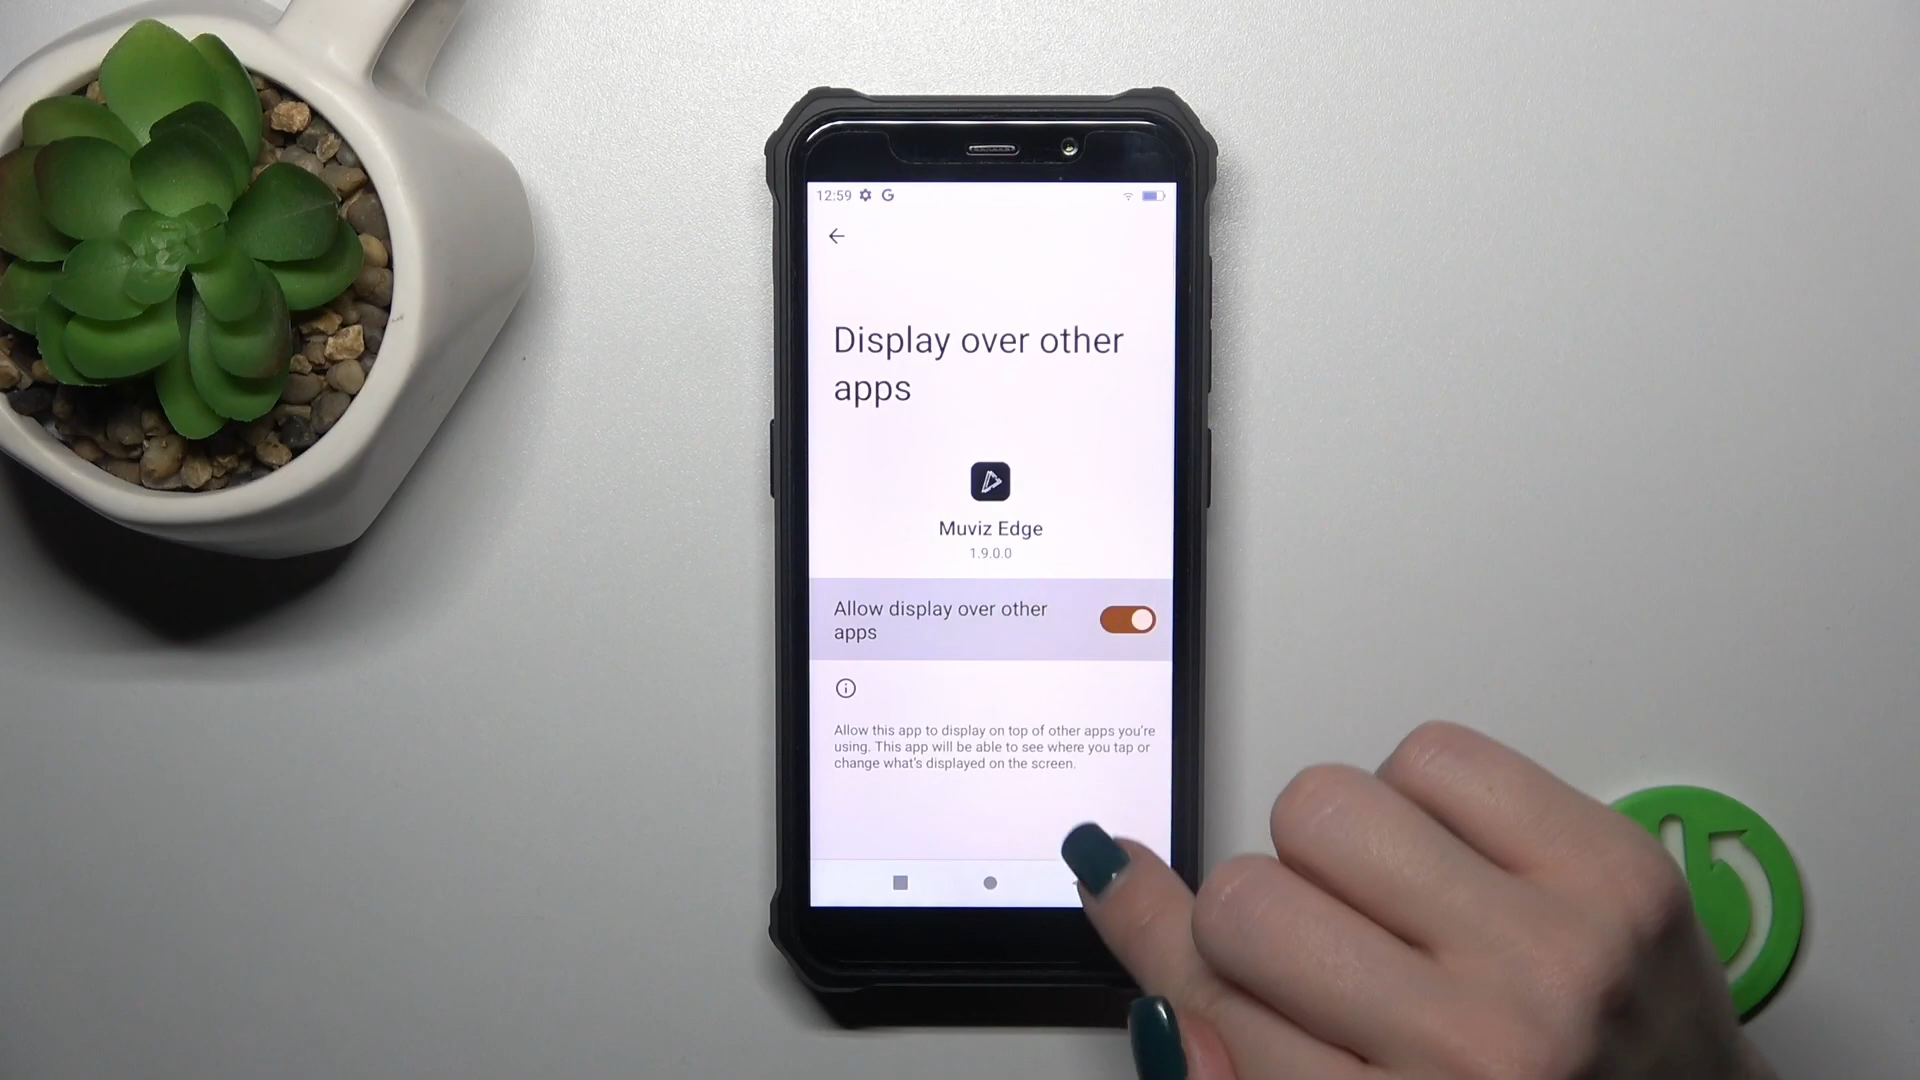 12:59 G
Display over other
apps
Muviz Edge
1.9.0.0
Allow display over other
apps
Allow this app to display on top of other apps you're
using. This app will be able to see where you tap or
change what's displayed on the screen.